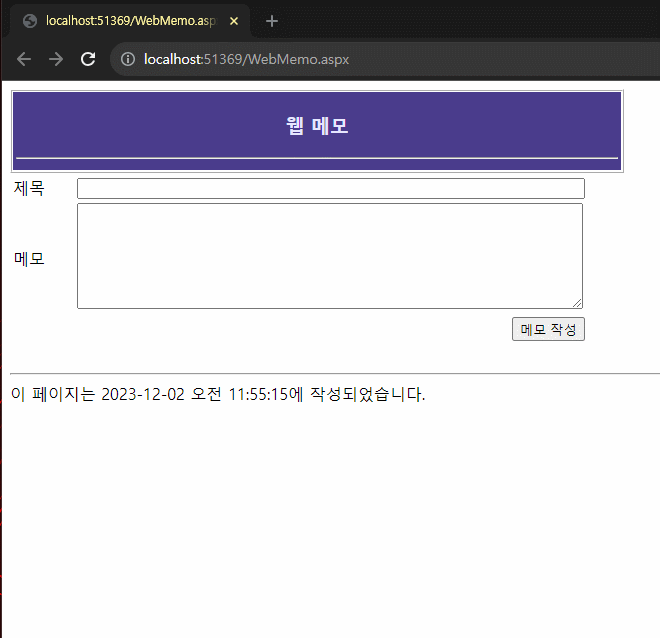 localhost:51369/WebMemo.asp
localhost:51369/WebMemo.aspx
웹 메모
제목
메모
메모 작성
이 페이지는 2023-12-02 오전 11:55:15에 작성되었습니다.